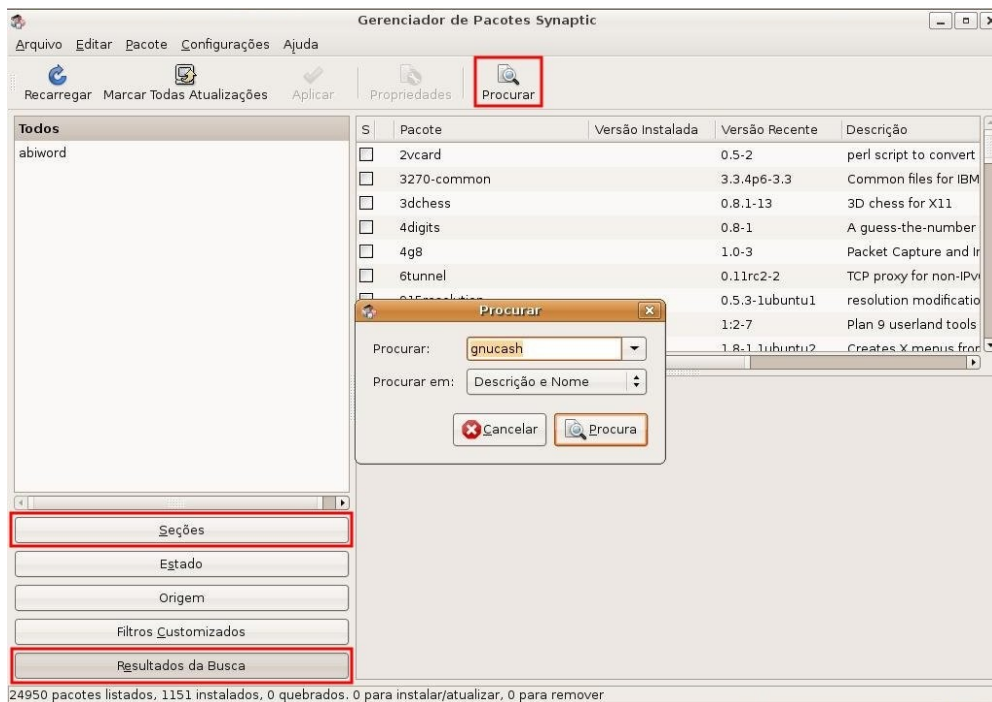 Gerenciador de Pacotes Synaptic
Arquivo Editar Pacote Configurações Ajuda
Recarregar Marcar Todas Atualizações Aplicar Propriedades Procurar
Todos
abiword
S Pacote Versão Instalada Versão Recente Descrição
2vcard 0.5-2 perl script to convert
3270-common 3.3.4p6-3.3 Common files for IBM
3dchess 0.8.1-13 3D chess for X11
4digits 0.8-1 A guess-the-number
4g8 1.0-3 Packet Capture and
6tunnel 0.11rc2-2 TCP proxy for
0.5.3-1ubuntu1 resolution modificatio
1:2-7 Plan 9 userland tools
1.8-1.1ubuntu2 Creates X menus
Procurar
Procurar: gnucash
Procurar em: Descrição e Nome
Cancelar Procura
Seções
Estado
Origem
Filtros Customizados
Resultados da Busca
24950 pacotes listados, 1151 instalados, 0 quebrados. 0 para instalar/atualizar, 0 para remover